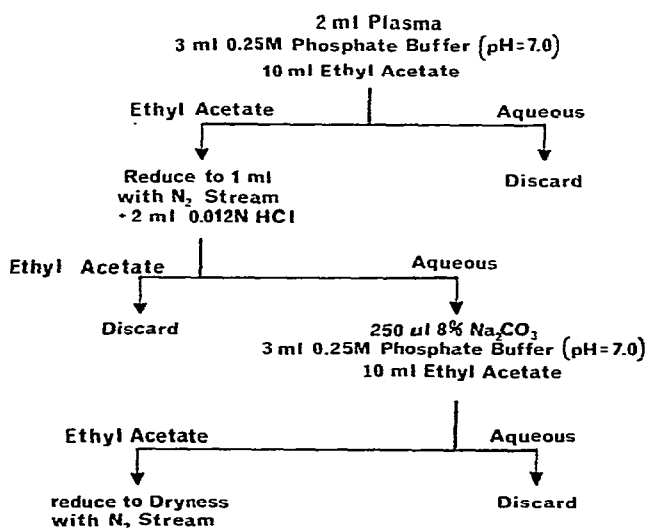 2 ml Plasma
3 ml 0.25M Phosphate Buffer (pH=7.0)
10 ml Ethyl Acetate
Ethyl Acetate Aqueous
Reduce to 1 ml
with N₂ Stream
+ 2 ml 0.012N HCl
Discard
Ethyl Acetate Aqueous
Discard
250 ul 8% Na₂CO₃
3 ml 0.25M Phosphate Buffer (pH=7.0)
10 ml Ethyl Acetate
Ethyl Acetate Aqueous
reduce to Dryness
with N₂ Stream
Discard